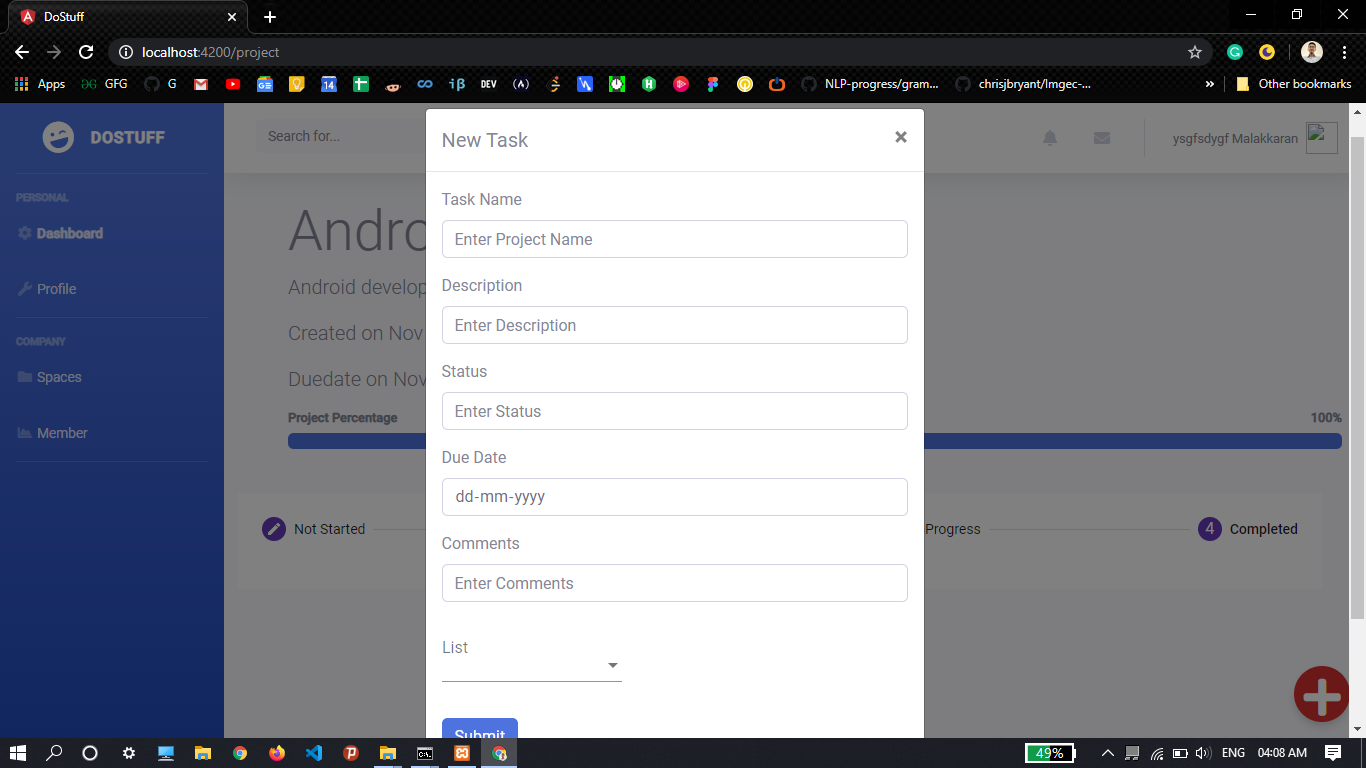 DoStuff
localhost:4200/project
Apps GFG G 14 DEV NLP-progress/gram... chrisjbryant/lmgec-... » Other bookmarks
DOSTUFF
Search for...
ysgfsdygf Malakkaran
PERSONAL
Dashboard
Profile
COMPANY
Spaces
Member
Andro
Android develop
Created on Nov
Duedate on Nov
Project Percentage
100%
Not Started
Progress
4 Completed
New Task
×
Task Name
Enter Project Name
Description
Enter Description
Status
Enter Status
Due Date
dd-mm-yyyy
Comments
Enter Comments
List
Submit
49%
ENG
04:08 AM